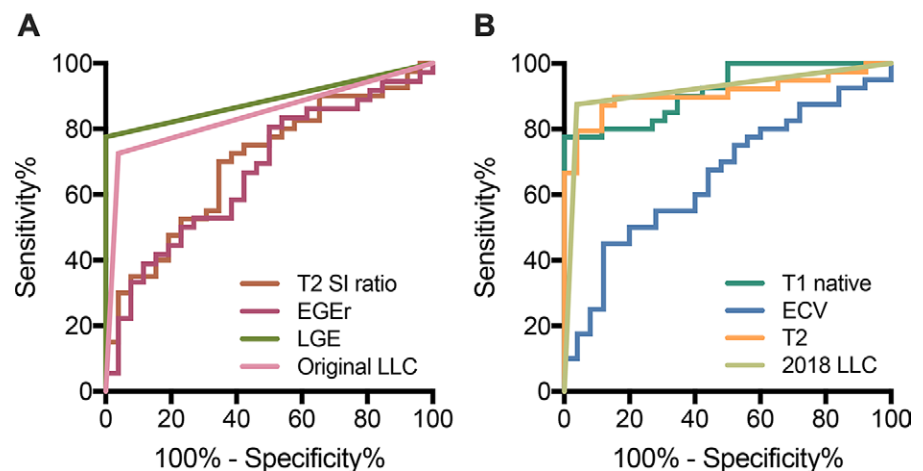 A
Sensitivity%
100
80
60
40
20
0
0 20 40 60 80 100
100% - Specificity%
T2 SI ratio
EGEr
LGE
Original LLC
B
Sensitivity%
100
80
60
40
20
0
0 20 40 60 80 100
100% - Specificity%
T1 native
ECV
T2
2018 LLC